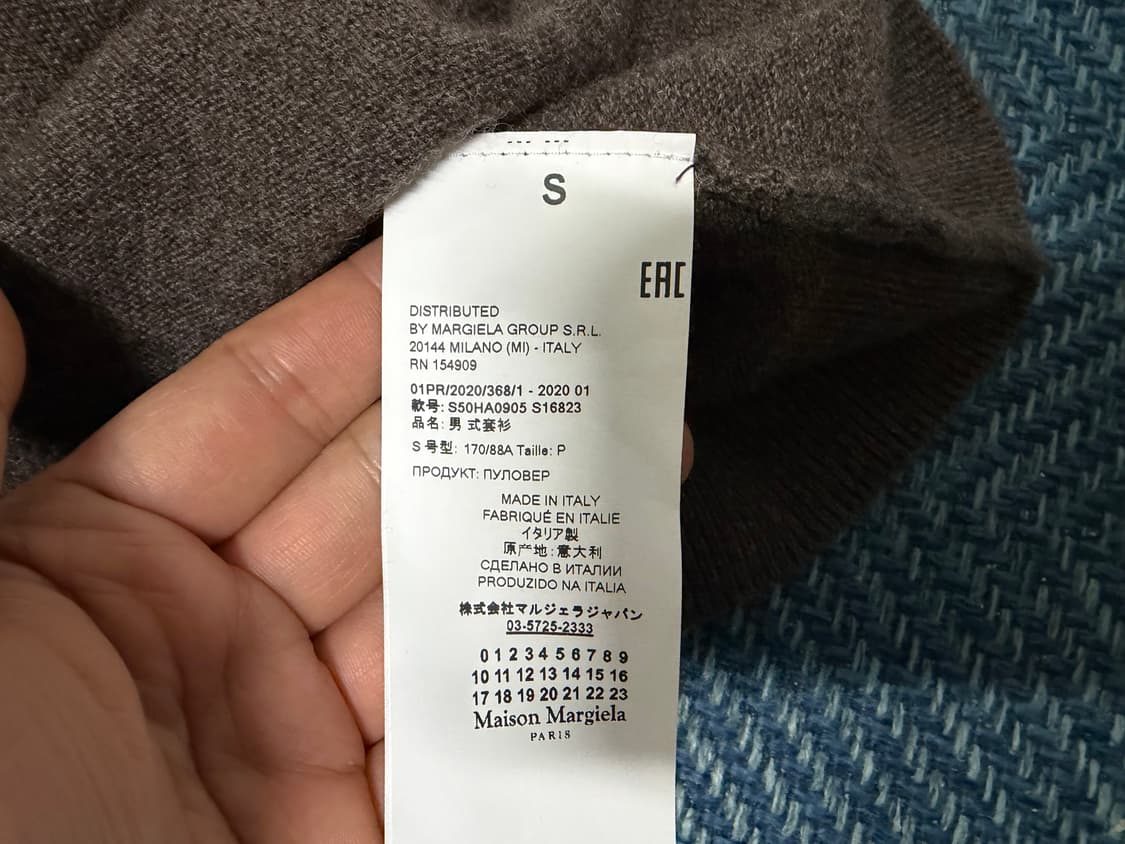 S
EAC
DISTRIBUTED
BY MARGIELA GROUP S.R.L.
20144 MILANO (MI) - ITALY
RN 154909
01PR/2020/368/1 - 2020 01
款号: S50HA0905 S16823
品名: 男 式套衫
S 号型: 170/88A Taille: P
ПРОДУКТ: ПУЛОВЕР
MADE IN ITALY
FABRIQUÉ EN ITALIE
イタリア製
原产地: 意大利
СДЕЛАНО В ИТАЛИИ
PRODUZIDO NA ITALIA
株式会社マルジェラジャパン
03-5725-2333
0 1 2 3 4 5 6 7 8 9
10 11 12 13 14 15 16
17 18 19 20 21 22 23
Maison Margiela
PARIS